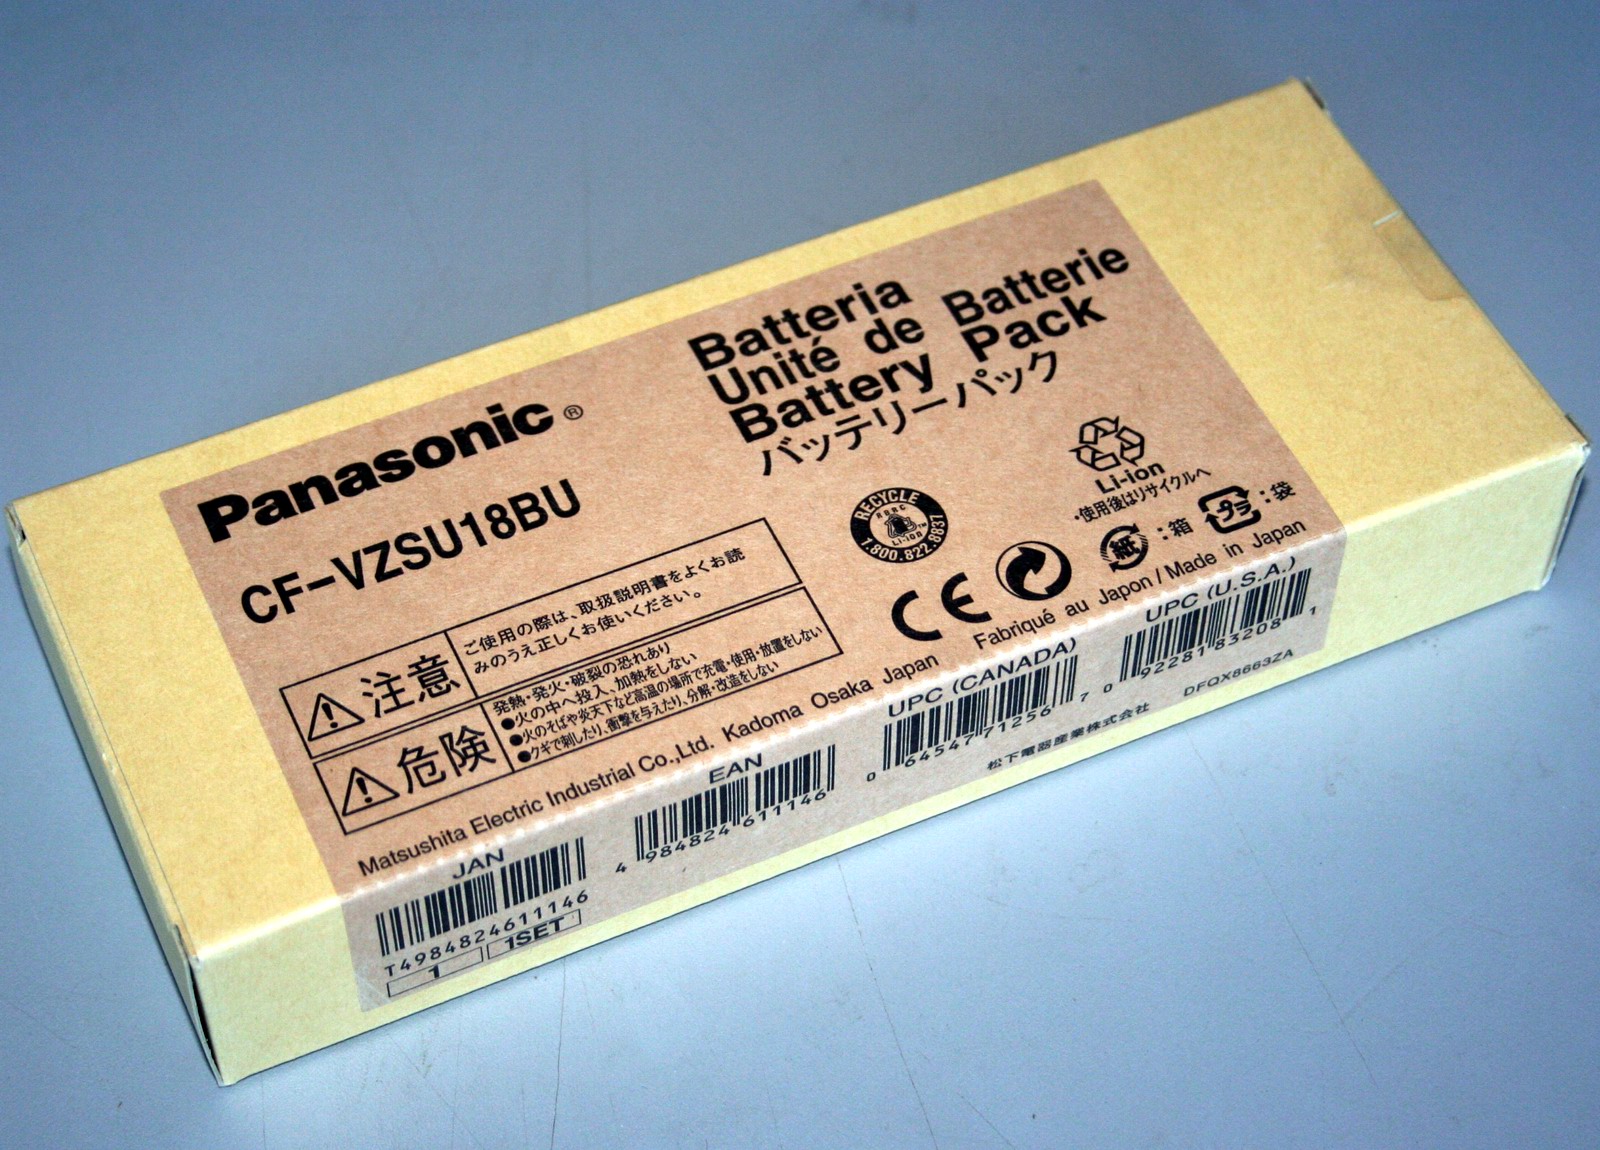 Panasonic®
CF-VZSU18BU
Batteria
Unité de Batterie
Battery Pack
バッテリーパック
注意
ご使用の際は、取扱説明書をよくお読
みのうえ正しくお使いください。
危険
発熱・発火・破裂の恐れあり
●火の中へ投入、加熱をしない
●火のそばや炎天下など高温の場所で充電・使用・放置をしない
●クギで刺したり、衝撃を与えたり、分解・改造をしない
RECYCLE
RBRC
Li-ion
1.800.822.8837
Li-ion
・使用後はリサイクルへ
CE
紙:箱
プラ:袋
Matsushita Electric Industrial Co.,Ltd. Kadoma Osaka Japan
Fabriqué au Japon / Made in Japan
JAN
T4984824611146
1
1SET
EAN
4 984824 611146
UPC (CANADA)
0 64547 71256 7
UPC (U.S.A.)
0 92281 83208 1
松下電器産業株式会社
DFQX8663ZA